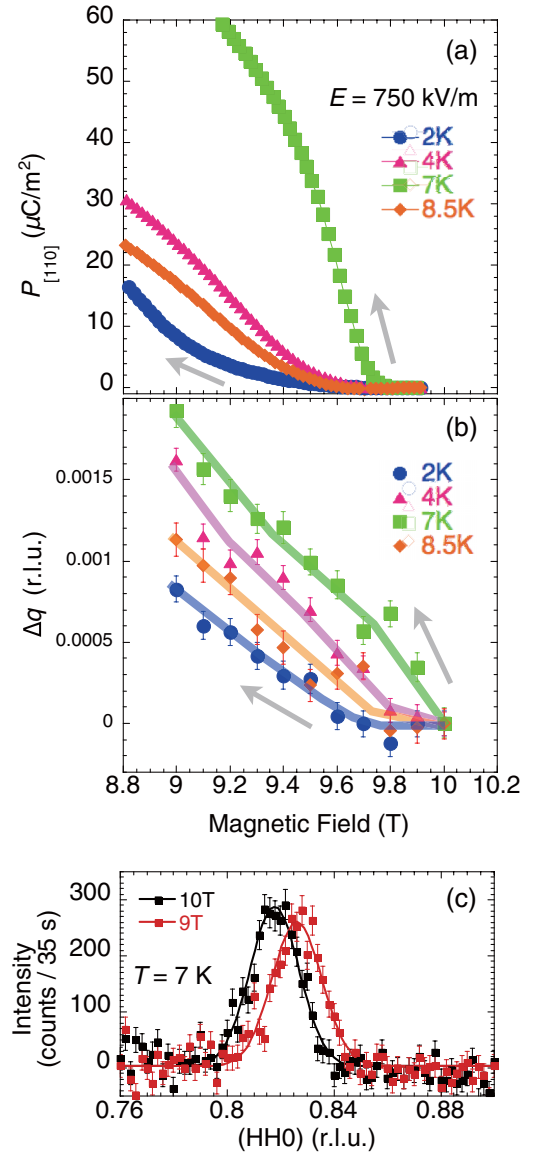 (a)
60
50
40
30
20
10
0
P[110] (μC/m²)
E = 750 kV/m
2K
4K
7K
8.5K
(b)
0.0015
0.001
0.0005
0
Δq (r.l.u.)
2K
4K
7K
8.5K
8.8 9 9.2 9.4 9.6 9.8 10 10.2
Magnetic Field (T)
(c)
300
200
100
0
Intensity
(counts / 35 s)
10T
9T
T = 7 K
0.76 0.8 0.84 0.88
(HH0) (r.l.u.)